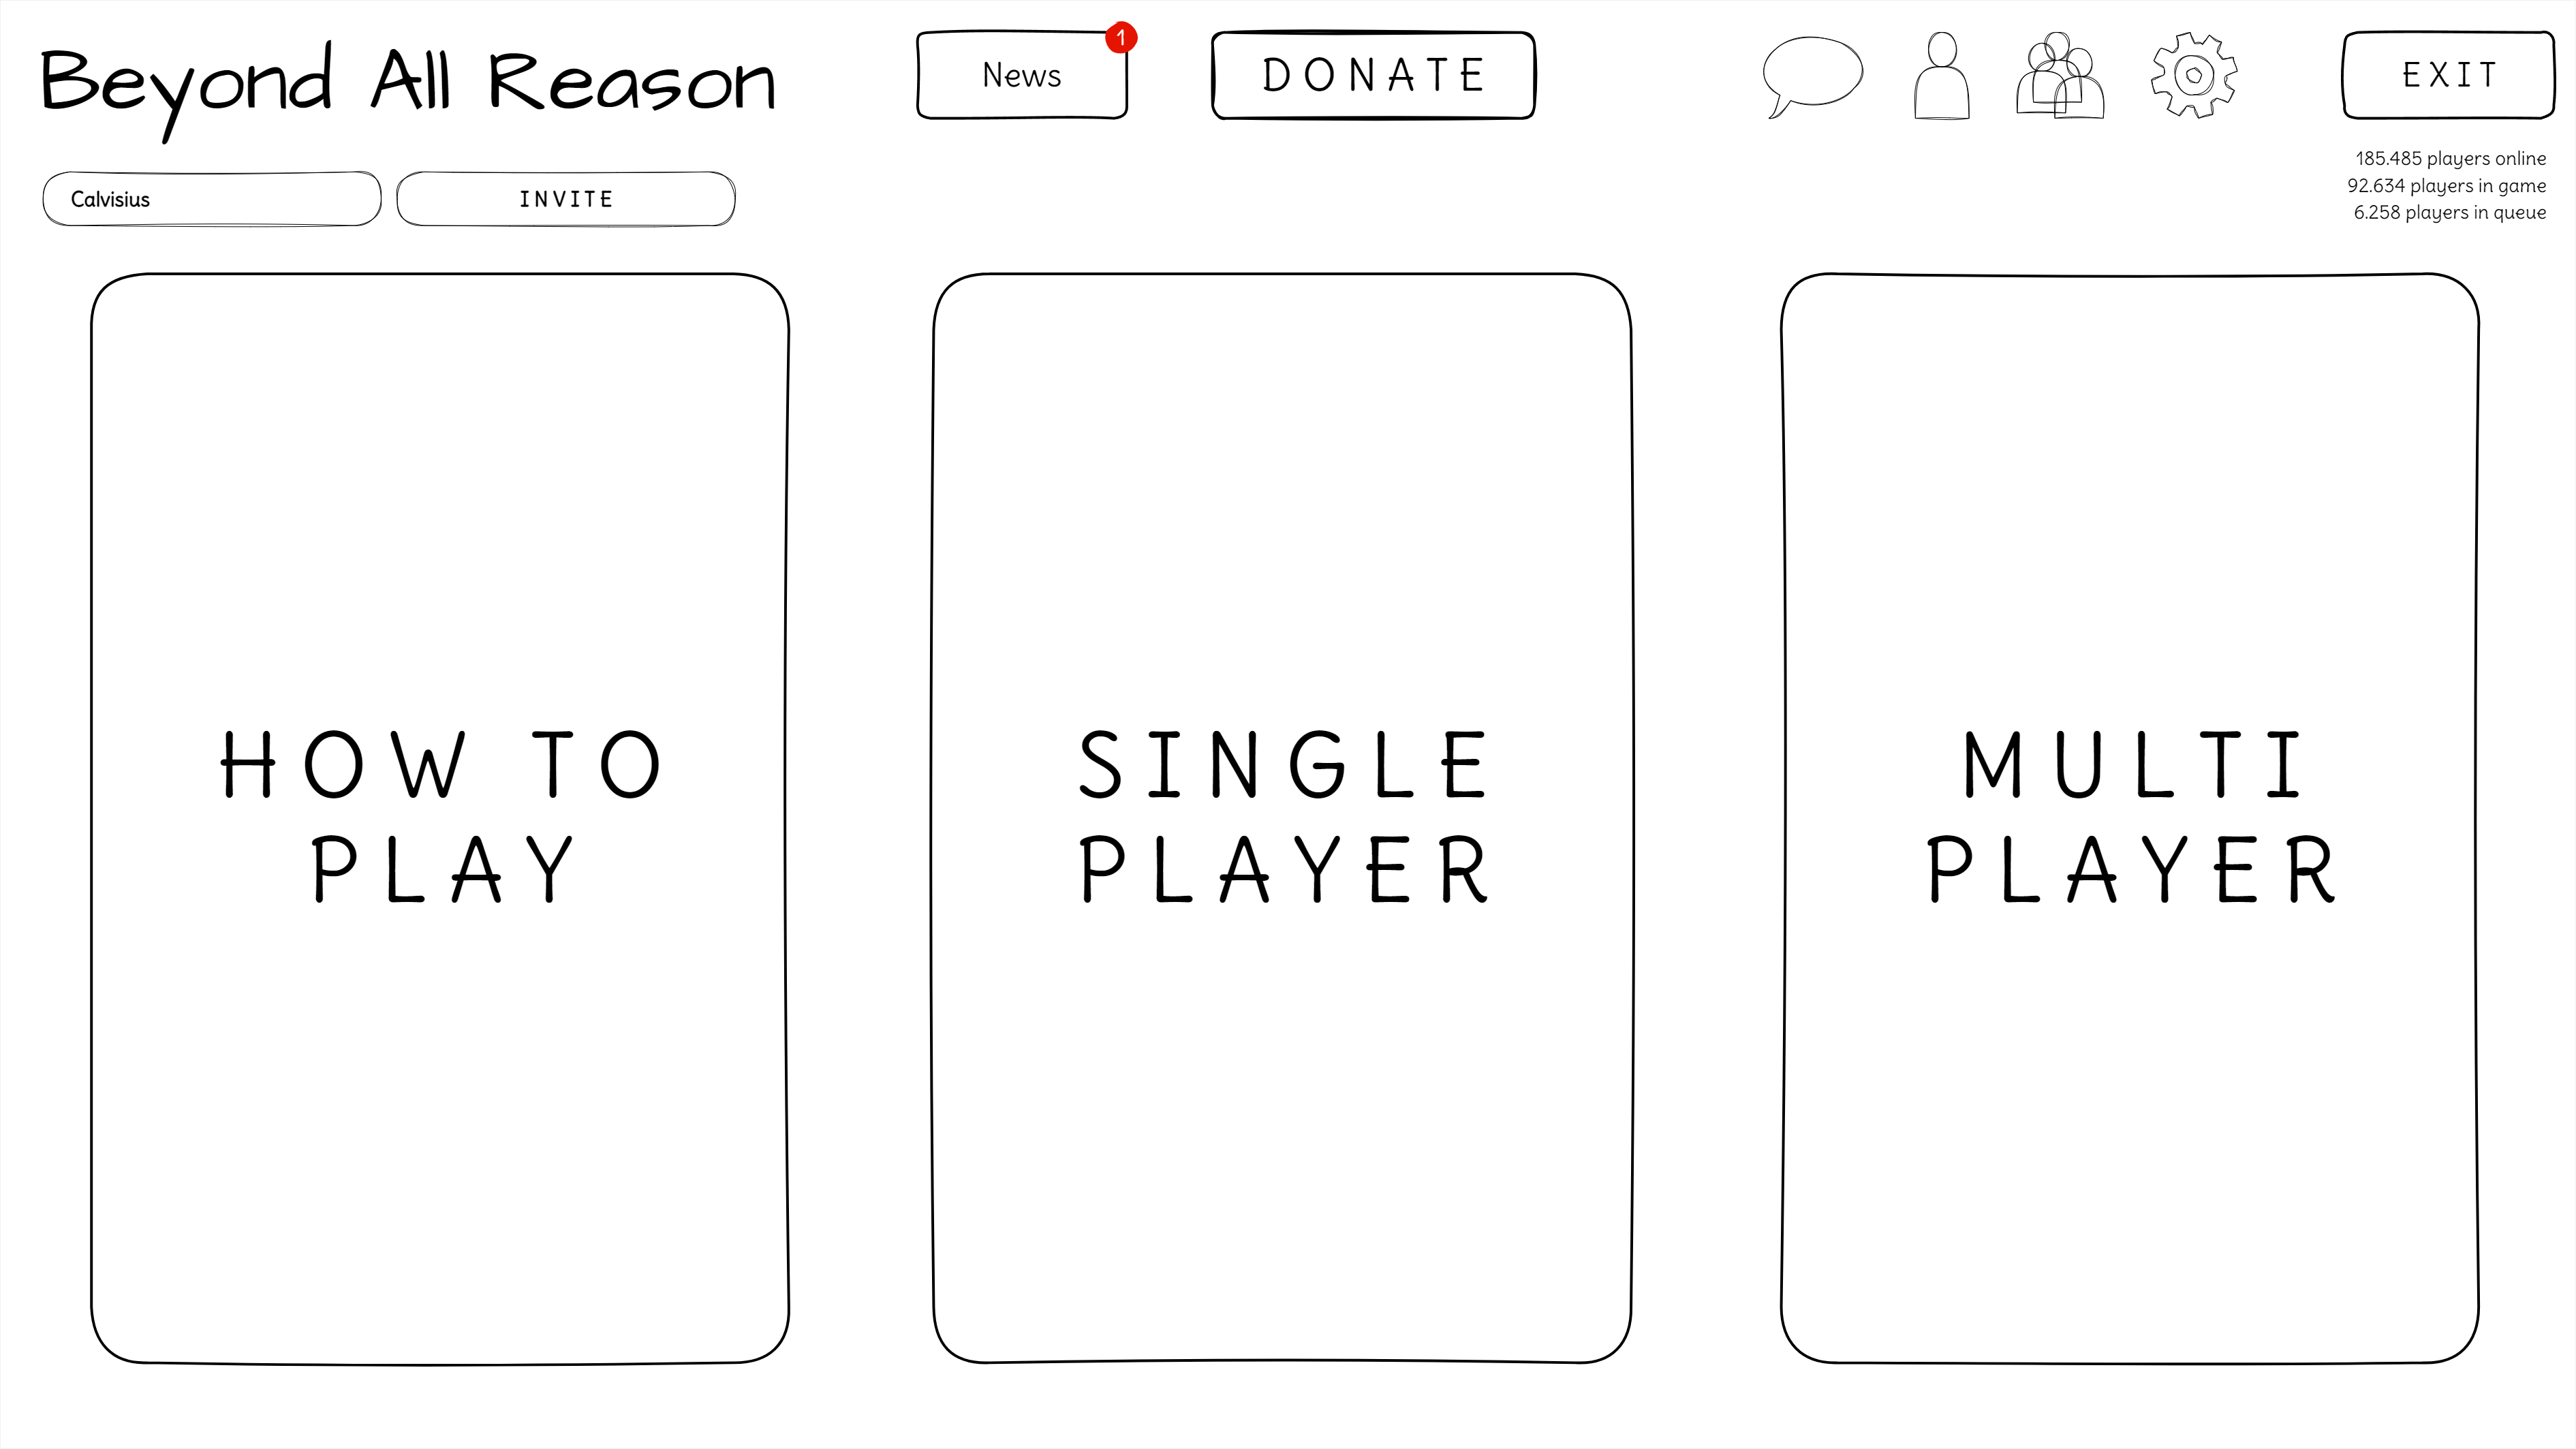 Beyond All Reason
News
1
DONATE
EXIT
185.485 players online
92.634 players in game
6.258 players in queue
Calvisius
INVITE
HOW TO
PLAY
SINGLE
PLAYER
MULTI
PLAYER